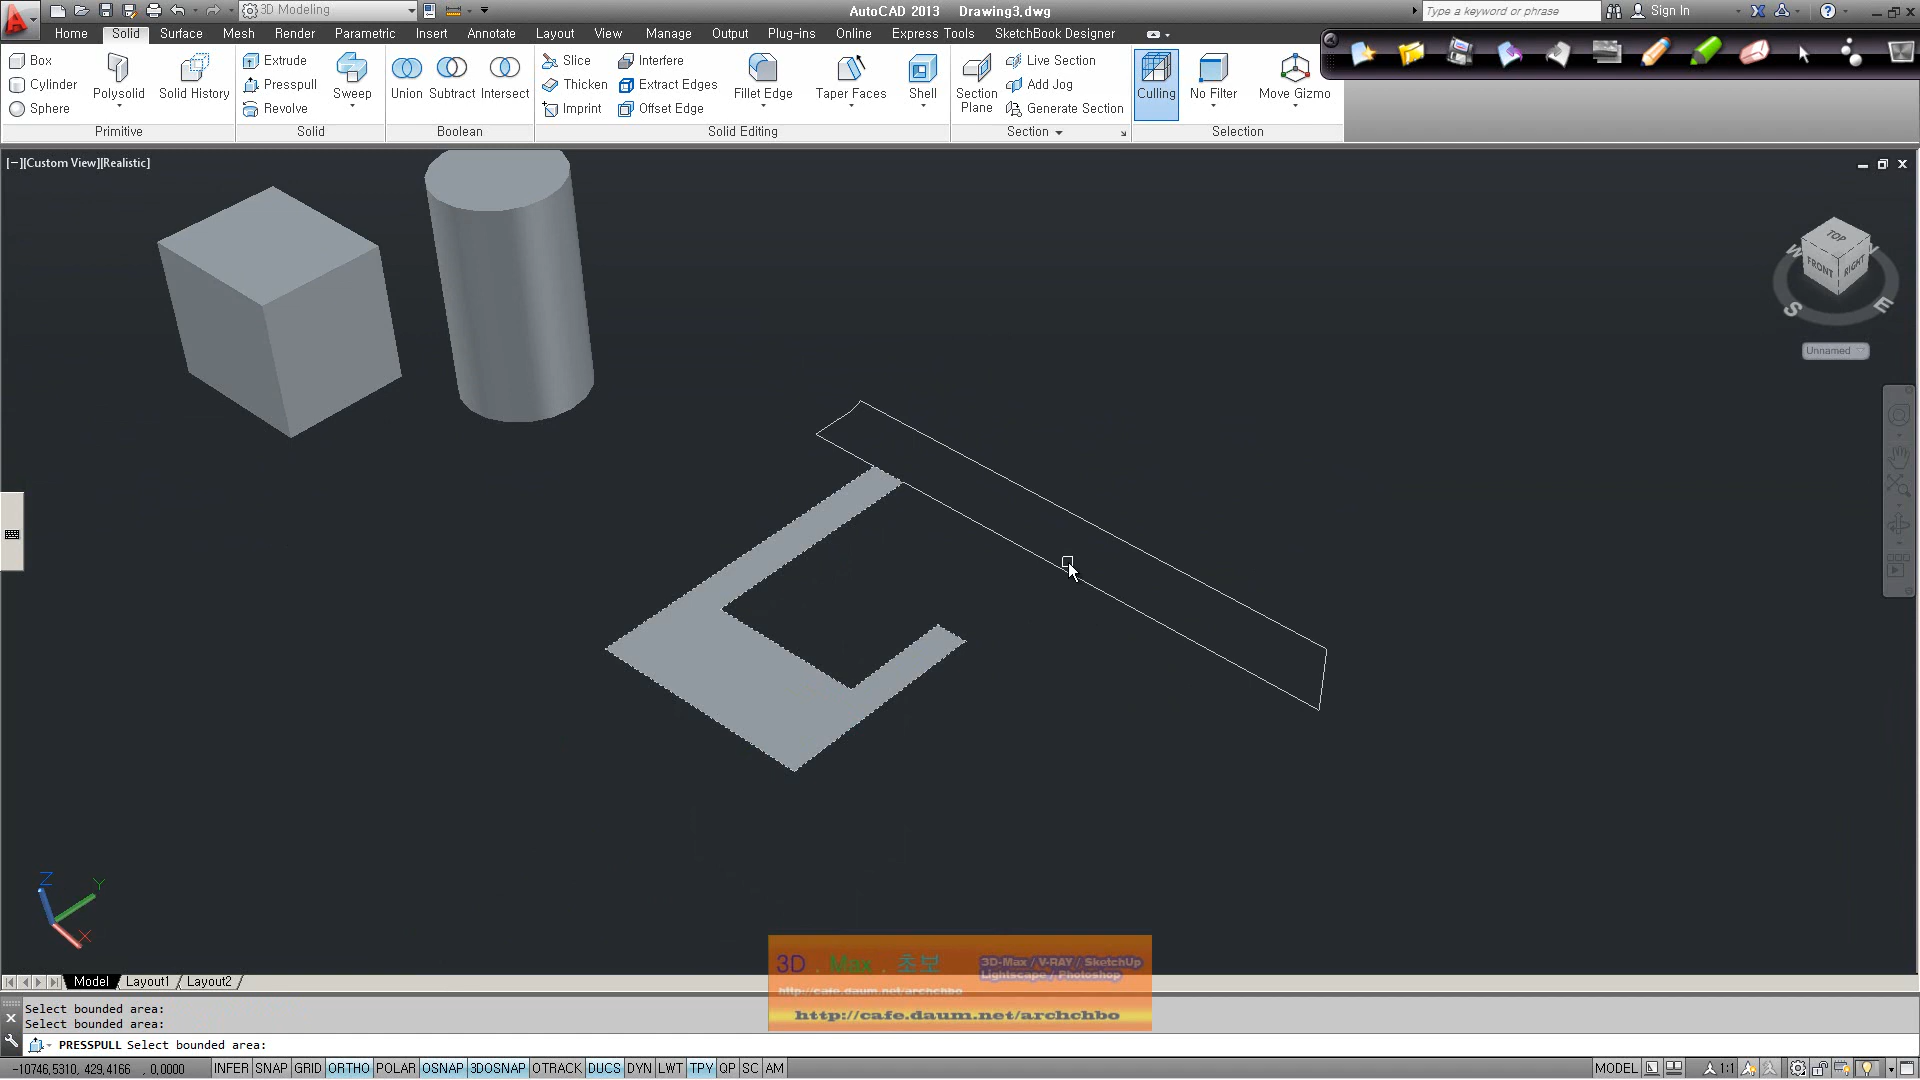 3D Modeling
AutoCAD 2013 Drawing3.dwg
Type a keyword or phrase
Sign In
Home Solid Surface Mesh Render Parametric Insert Annotate Layout View Manage Output Plug-ins Online Express Tools SketchBook Designer
Box
Cylinder
Sphere
Polysolid
Solid History
Primitive
Extrude
Presspull
Revolve
Sweep
Solid
Union Subtract Intersect
Boolean
Slice
Thicken
Imprint
Interfere
Extract Edges
Offset Edge
Fillet Edge
Taper Faces
Shell
Solid Editing
Section
Plane
Live Section
Add Jog
Generate Section
Section
Culling
No Filter
Move Gizmo
Selection
[−][Custom View][Realistic]
TOP
FRONT
RIGHT
W
S
E
Unnamed
Z
Y
X
3D . Max . 초보
3D-Max / V-RAY / SketchUp
Lightscape / Photoshop
http://cafe.daum.net/archchbo
http://cafe.daum.net/archchbo
Model Layout1 Layout2
Select bounded area:
Select bounded area:
PRESSPULL Select bounded area:
-10746,5310, 429,4166 , 0,0000
INFER SNAP GRID ORTHO POLAR OSNAP 3DOSNAP OTRACK DUCS DYN LWT TPY QP SC AM
MODEL
1:1